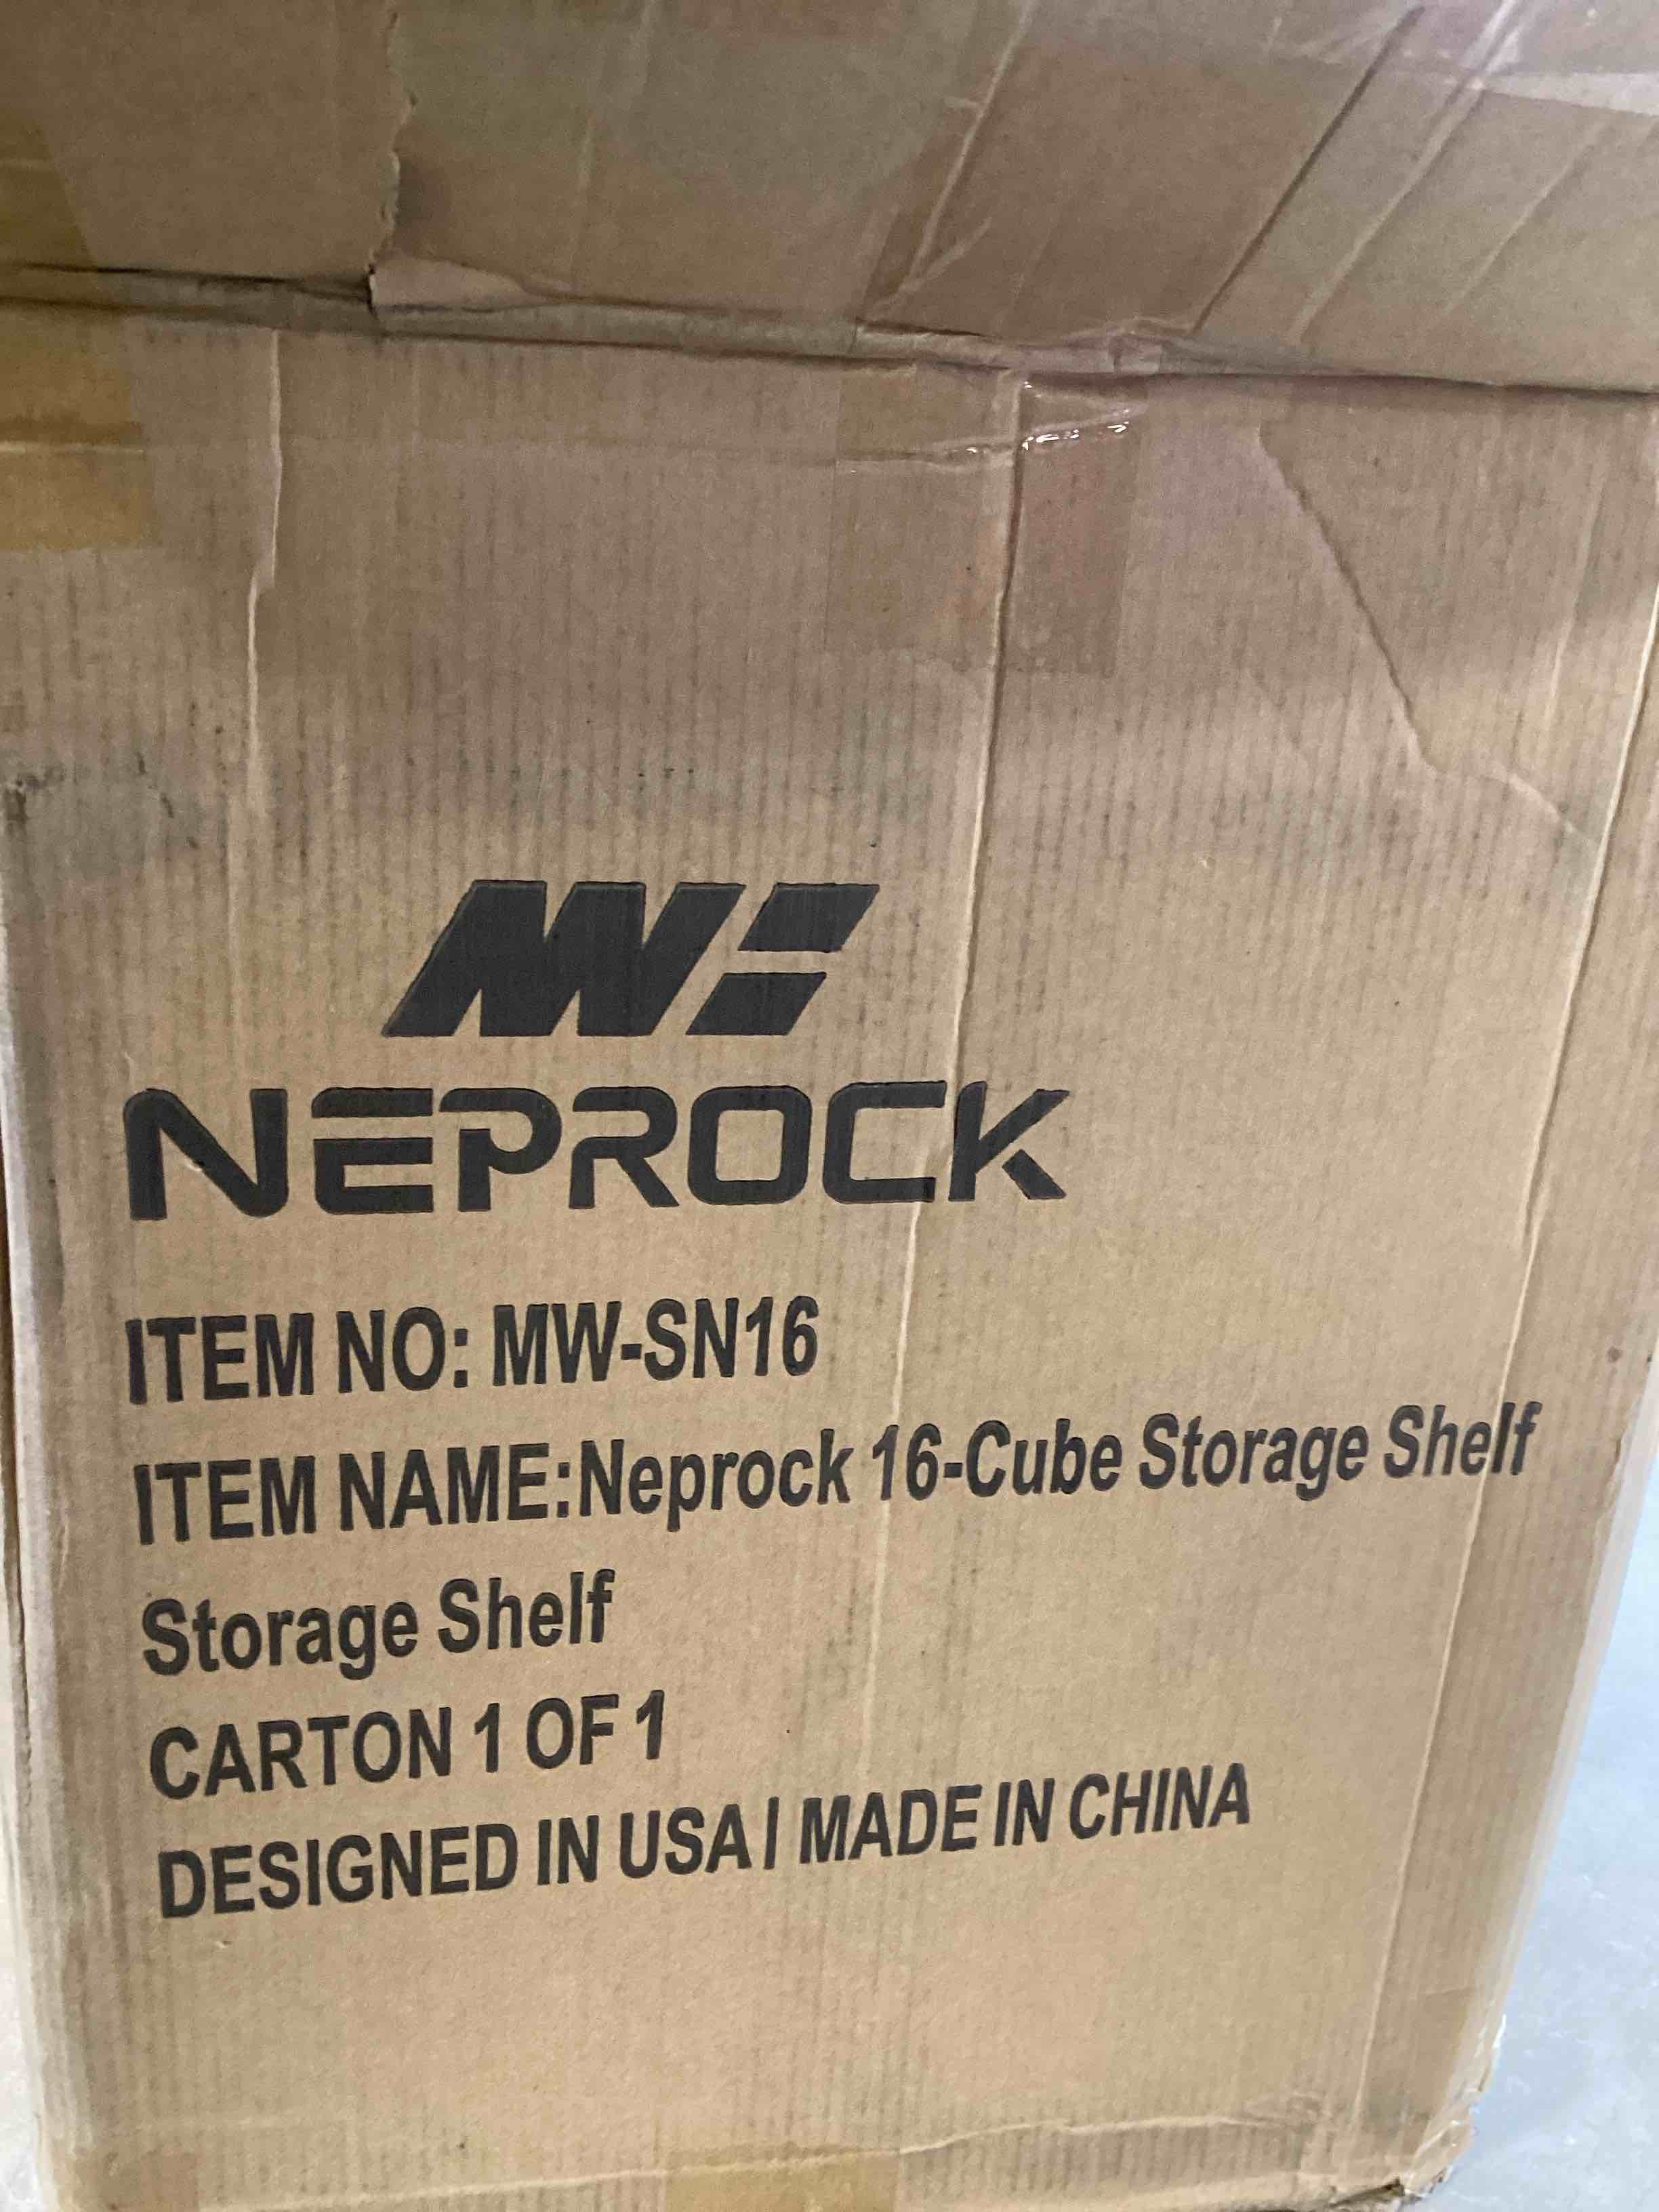 NEPROCK
ITEM NO: MW-SN16
ITEM NAME:Neprock 16-Cube Storage Shelf
Storage Shelf
CARTON 1 OF 1
DESIGNED IN USA/ MADE IN CHINA